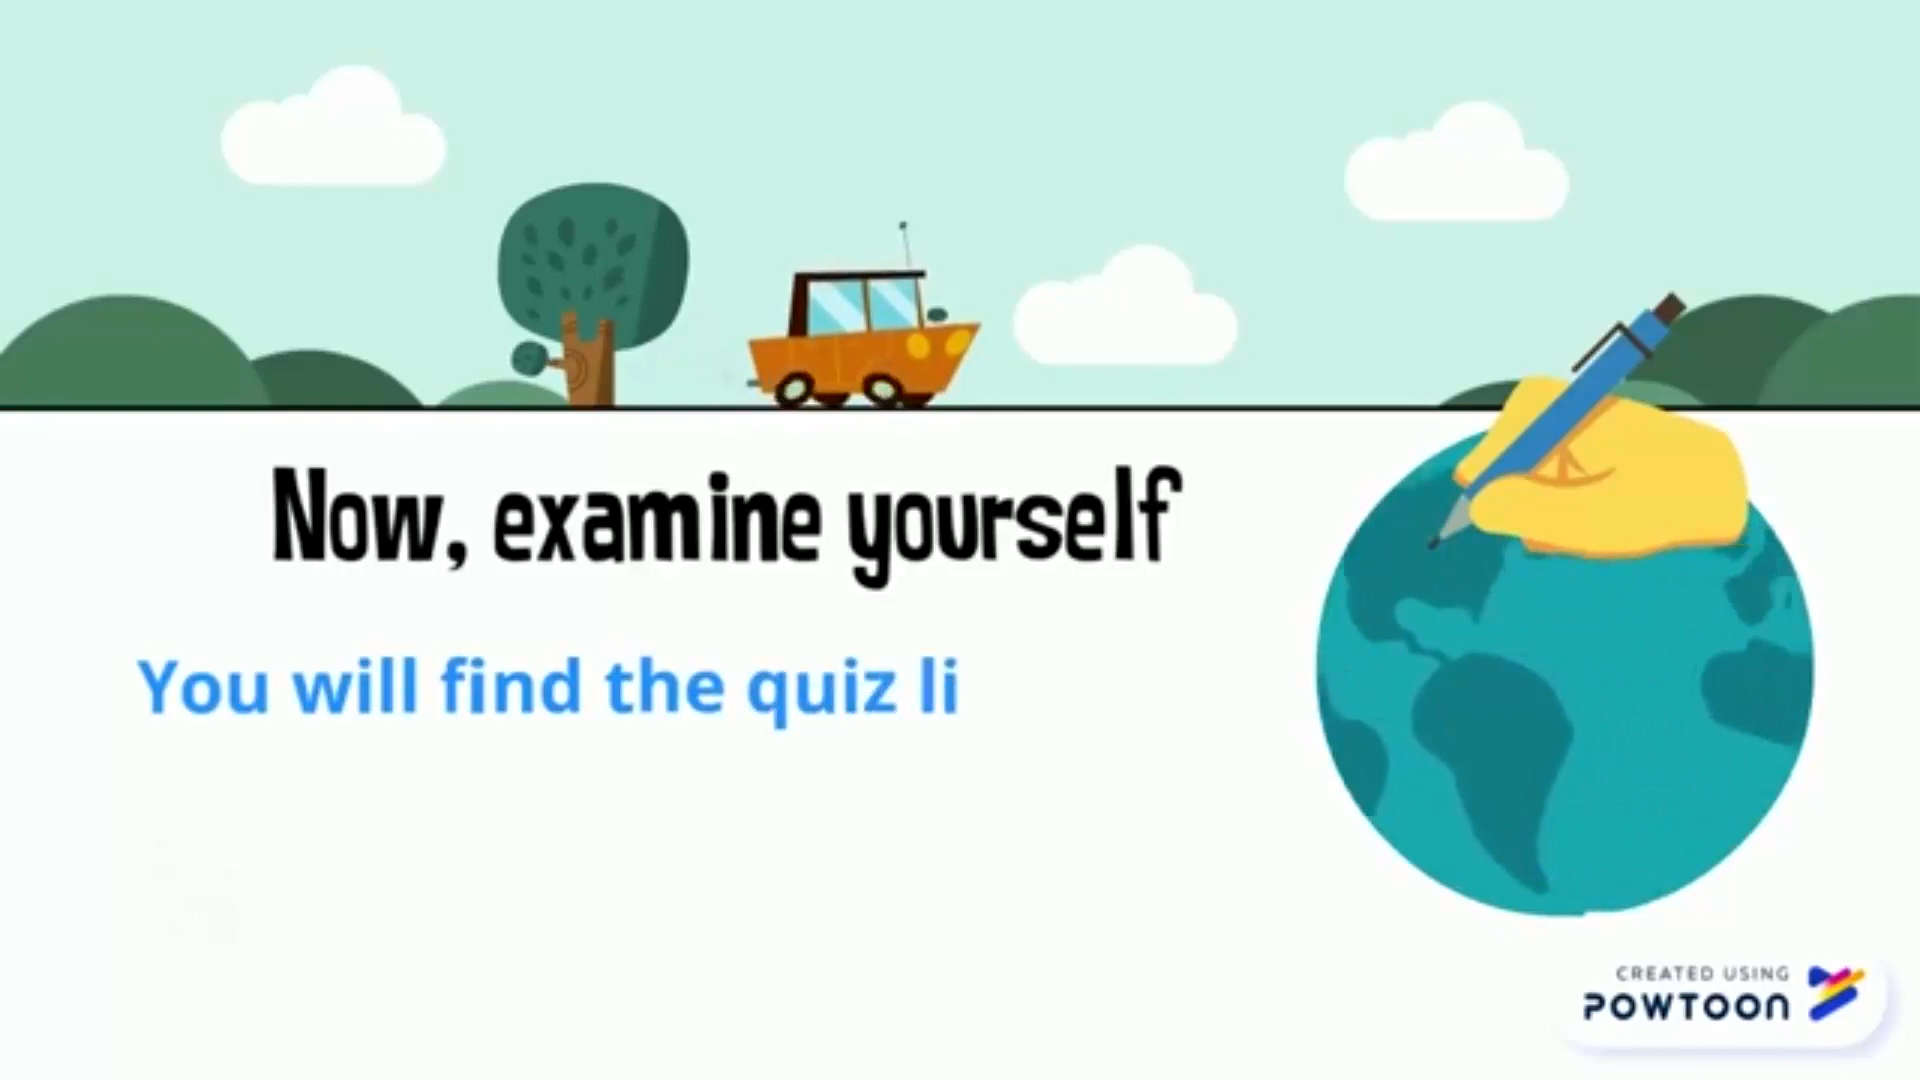 Now, examine yourself
You will find the quiz li
CREATED USING
POWTOON